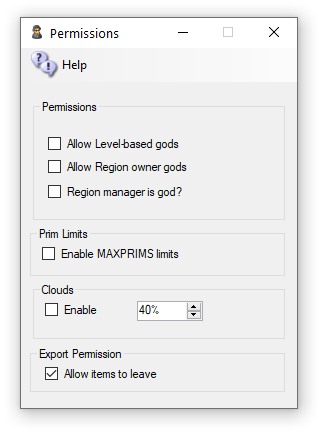 Permissions
Help
Permissions
Allow Level-based gods
Allow Region owner gods
Region manager is god?
Prim Limits
Enable MAXPRIMS limits
Clouds
Enable 40%
Export Permission
Allow items to leave